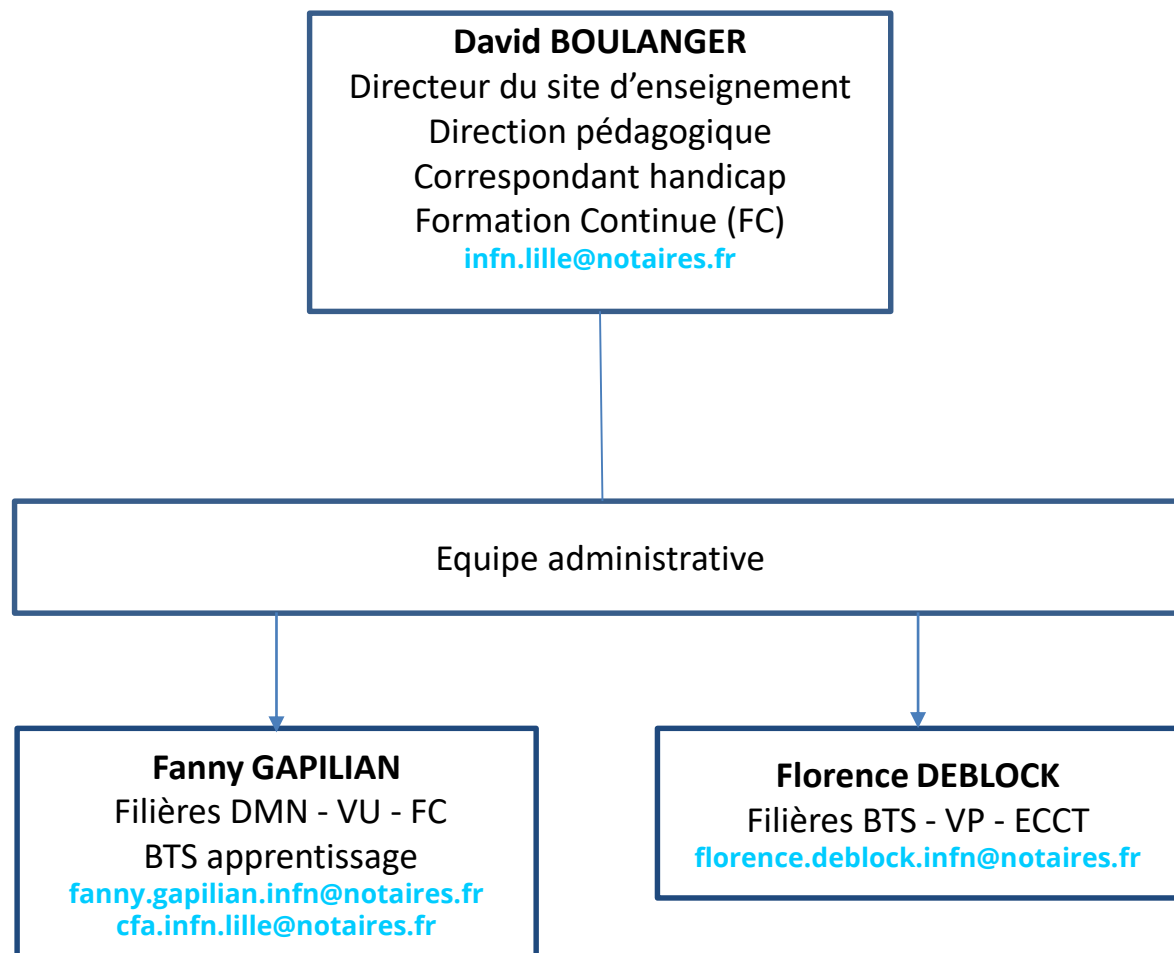 David BOULANGER
Directeur du site d’enseignement
Direction pédagogique
Correspondant handicap
Formation Continue (FC)
infn.lille@notaires.fr
Equipe administrative
Fanny GAPILIAN
Filières DMN - VU - FC
BTS apprentissage
fanny.gapilian.infn@notaires.fr
cfa.infn.lille@notaires.fr
Florence DEBLOCK
Filières BTS - VP - ECCT
florence.deblock.infn@notaires.fr